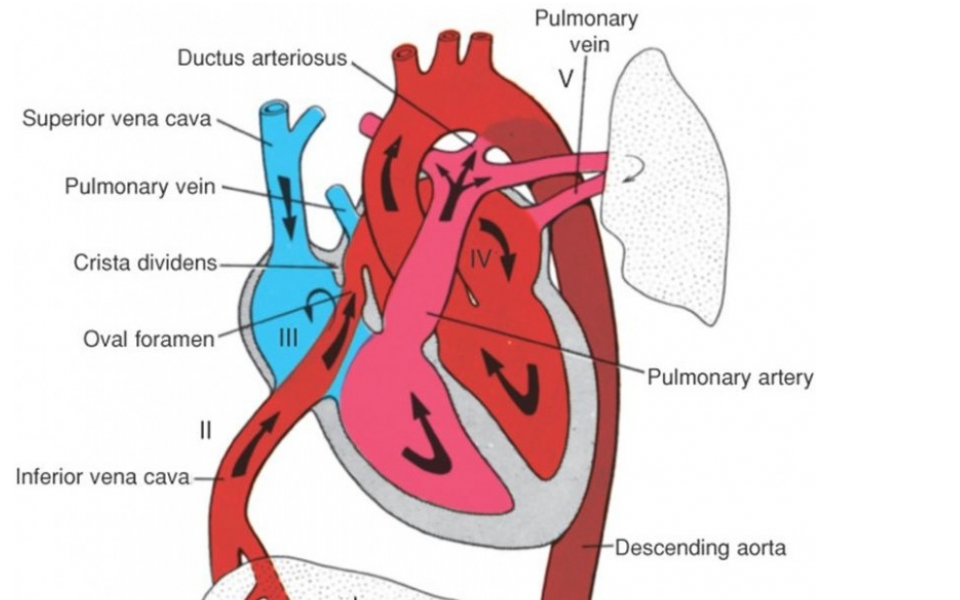 Pulmonary
vein
Ductus arteriosus
V
Superior vena cava
Pulmonary vein
Crista dividens
IV
Oval foramen
III
Pulmonary artery
II
Inferior vena cava
Descending aorta